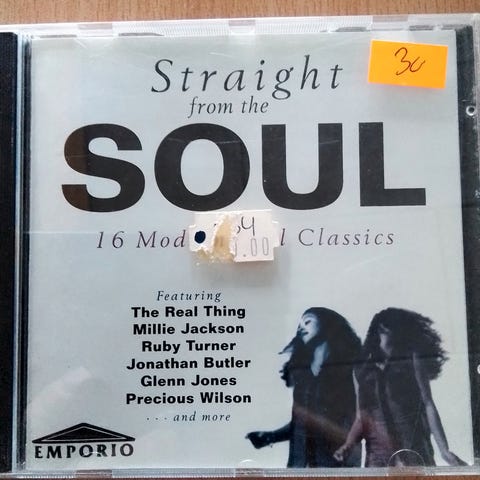 Straight
30
from the
SOUL
16 Classics
Featuring
The Real Thing
Millie Jackson
Ruby Turner
Jonathan Butler
Glenn Jones
Precious Wilson
...and more
EMPORIO